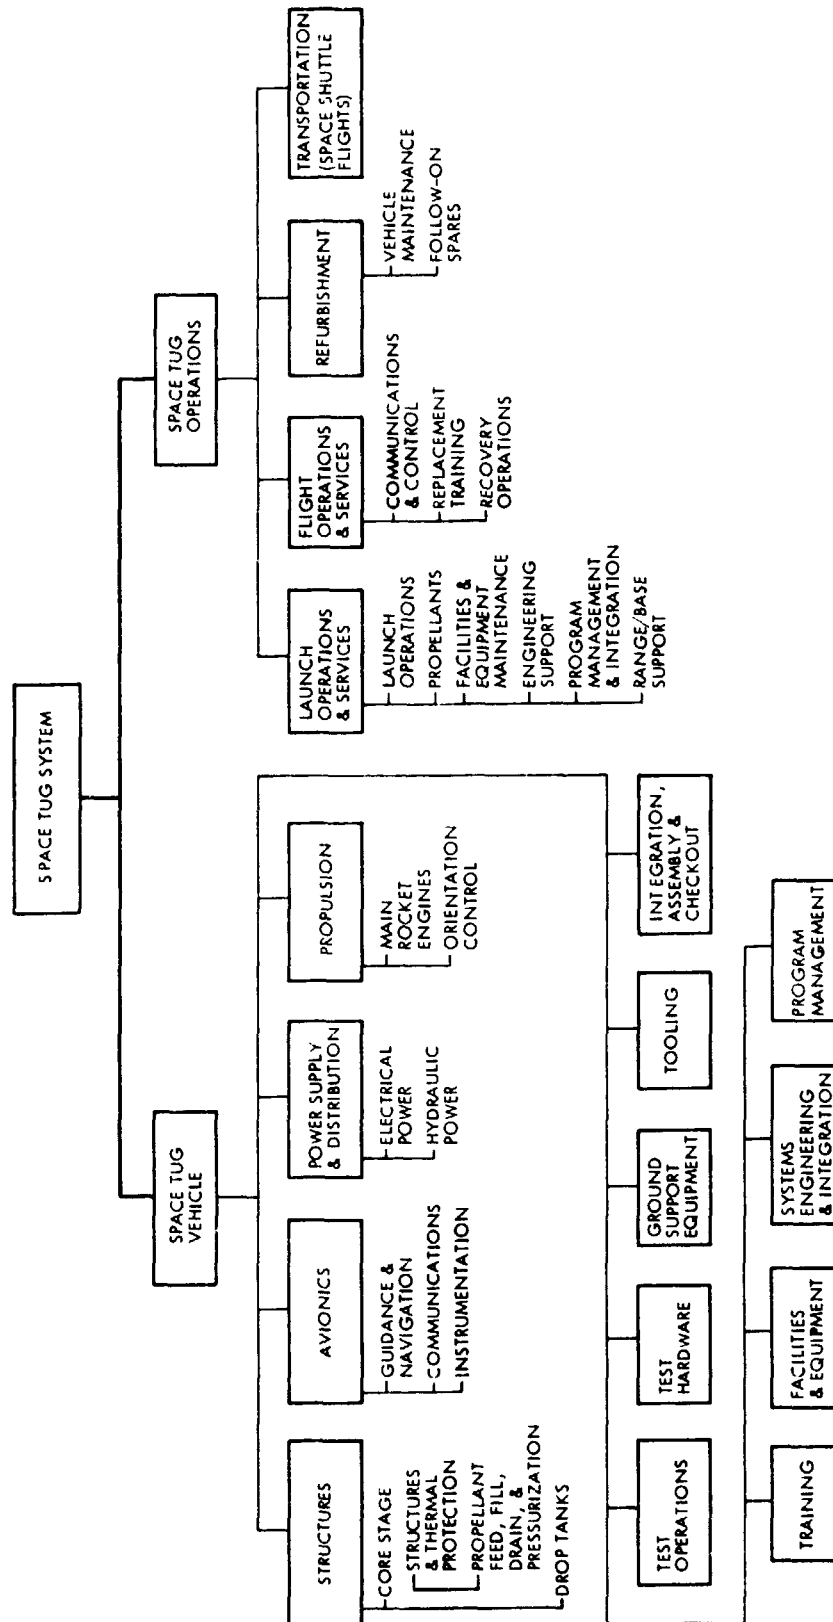 SPACE TUG SYSTEM
SPACE TUG
VEHICLE
SPACE TUG
OPERATIONS
STRUCTURES
CORE STAGE
STRUCTURES
& THERMAL
PROTECTION
PROPELLANT
FEED, FILL,
DRAIN, &
PRESSURIZATION
DROP TANKS
AVIONICS
GUIDANCE &
NAVIGATION
COMMUNICATIONS
INSTRUMENTATION
POWER SUPPLY
& DISTRIBUTION
ELECTRICAL
POWER
HYDRAULIC
POWER
PROPULSION
MAIN
ROCKET
ENGINES
ORIENTATION
CONTROL
LAUNCH
OPERATIONS
& SERVICES
LAUNCH
OPERATIONS
PROPELLANTS
FACILITIES &
EQUIPMENT
MAINTENANCE
ENGINEERING
SUPPORT
PROGRAM
MANAGEMENT
& INTEGRATION
RANGE/BASE
SUPPORT
FLIGHT
OPERATIONS
& SERVICES
COMMUNICATIONS
& CONTROL
REPLACEMENT
TRAINING
RECOVERY
OPERATIONS
REFURBISHMENT
VEHICLE
MAINTENANCE
FOLLOW-ON
SPARES
TRANSPORTATION
(SPACE SHUTTLE
FLIGHTS)
TEST
OPERATIONS
TEST
HARDWARE
GROUND
SUPPORT
EQUIPMENT
TOOLING
INTEGRATION,
ASSEMBLY &
CHECKOUT
TRAINING
FACILITIES
& EQUIPMENT
SYSTEMS
ENGINEERING
& INTEGRATION
PROGRAM
MANAGEMENT